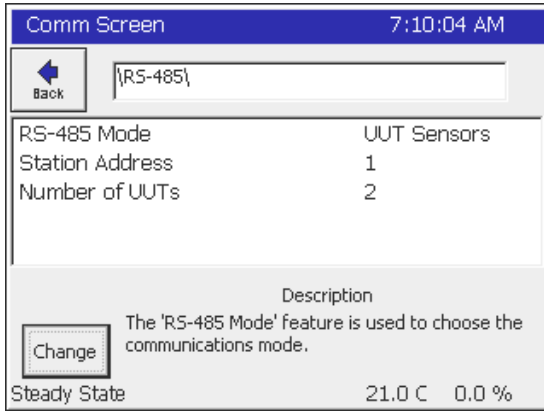 Comm Screen 7:10:04 AM
Back \RS-485\
RS-485 Mode UUT Sensors
Station Address 1
Number of UUTs 2
Description
The 'RS-485 Mode' feature is used to choose the
communications mode.
Change
Steady State 21.0 C 0.0 %